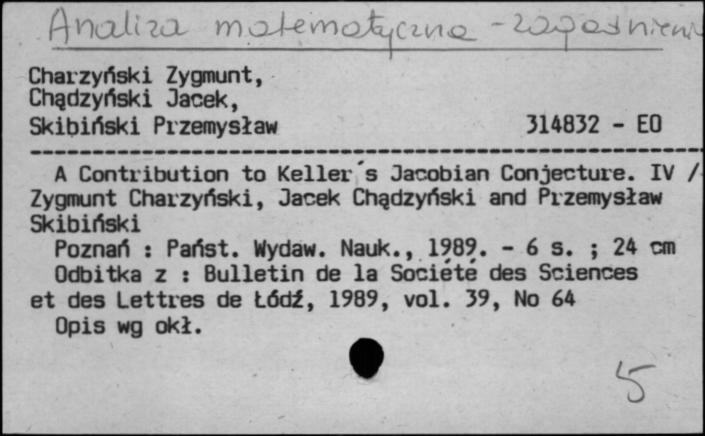 Analiza matematyczna - zagadnienia
Charzyński Zygmunt,
Chądzyński Jacek,
Skibiński Przemysław 314832 - EO
A Contribution to Keller´s Jacobian Conjecture. IV /
Zygmunt Charzyński, Jacek Chądzyński and Przemysław
Skibiński
Poznań : Państ. Wydaw. Nauk., 1989. - 6 s. ; 24 cm
Odbitka z : Bulletin de la Société des Sciences
et des Lettres de Łódź, 1989, vol. 39, No 64
Opis wg okł.
5